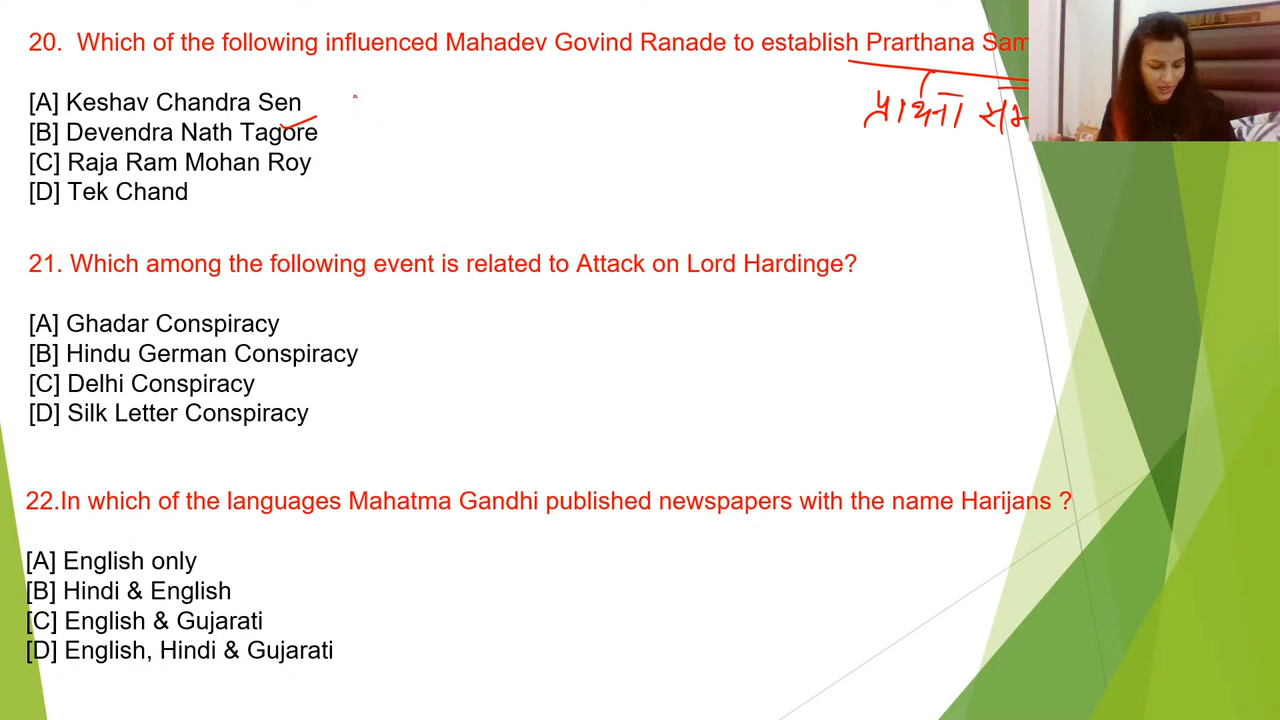 20. Which of the following influenced Mahadev Govind Ranade to establish Prarthana Sam
प्रार्थना सम
[A] Keshav Chandra Sen
[B] Devendra Nath Tagore
[C] Raja Ram Mohan Roy
[D] Tek Chand
21. Which among the following event is related to Attack on Lord Hardinge?
[A] Ghadar Conspiracy
[B] Hindu German Conspiracy
[C] Delhi Conspiracy
[D] Silk Letter Conspiracy
22.In which of the languages Mahatma Gandhi published newspapers with the name Harijans ?
[A] English only
[B] Hindi & English
[C] English & Gujarati
[D] English, Hindi & Gujarati